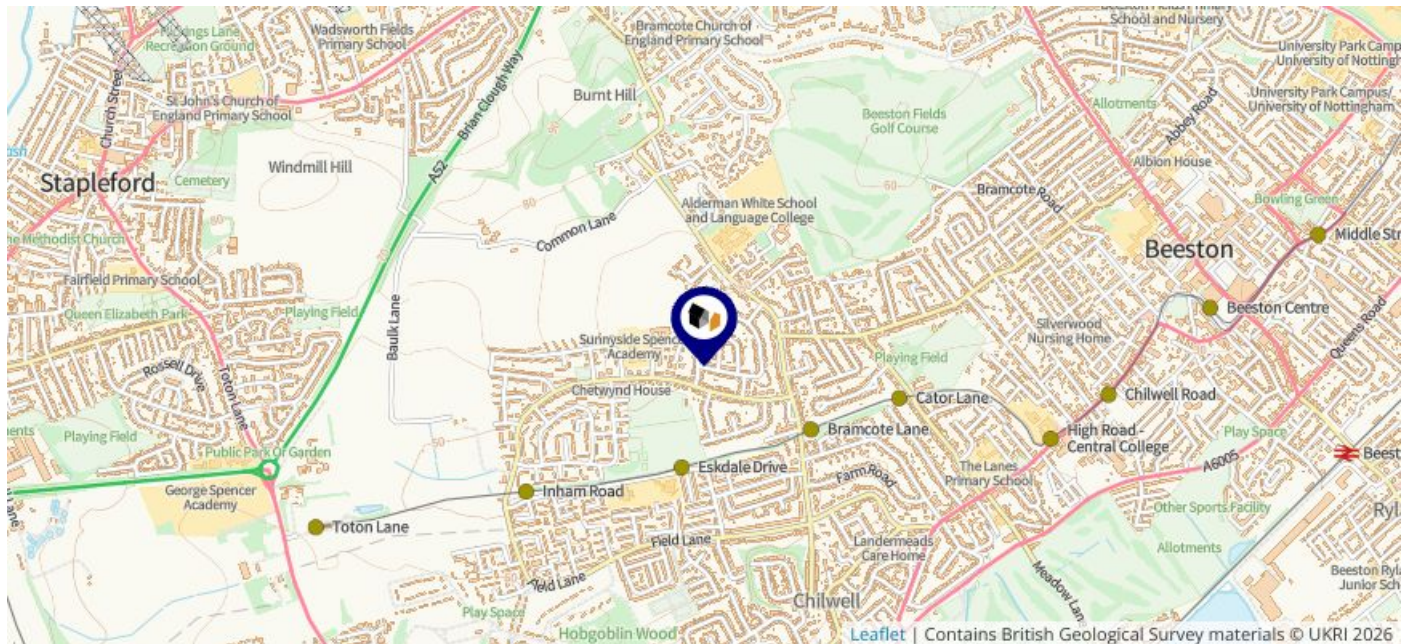 Recreation Ground
Wadsworth Fields
Primary School
Bramcote Church of
England Primary School
School and Nursery
University Park Campus/
University of Nottingham
St John's Church of
England Primary School
Church Street
Brian Clough Way
A52
Burnt Hill
Allotments
Abbey Road
Beeston Fields
Golf Course
Albion House
Windmill Hill
Stapleford
Cemetery
Common Lane
Alderman White School
and Language College
Bramcote Road
Bowling Green
Middle Str
Methodist Church
Fairfield Primary School
Queen Elizabeth Park
Playing Field
Beeston
Beeston Centre
Queens Road
Baulk Lane
Sunnyside Spencer
Academy
Silverwood
Nursing Home
Rossell Drive
Toton Lane
Playing Field
Chetwynd House
Cator Lane
Chilwell Road
Playing Field
Public Park Or Garden
Bramcote Lane
High Road -
Central College
Play Space
A6005
Eskdale Drive
Farm Road
The Lanes
Primary School
George Spencer
Academy
Inham Road
Other Sports Facility
Toton Lane
Field Lane
Landermeads
Care Home
Allotments
Field Lane
Meadow Lane
Beeston Ryla
Junior Sch
Play Space
Chilwell
Hobgoblin Wood
Leaflet | Contains British Geological Survey materials © UKRI 2026